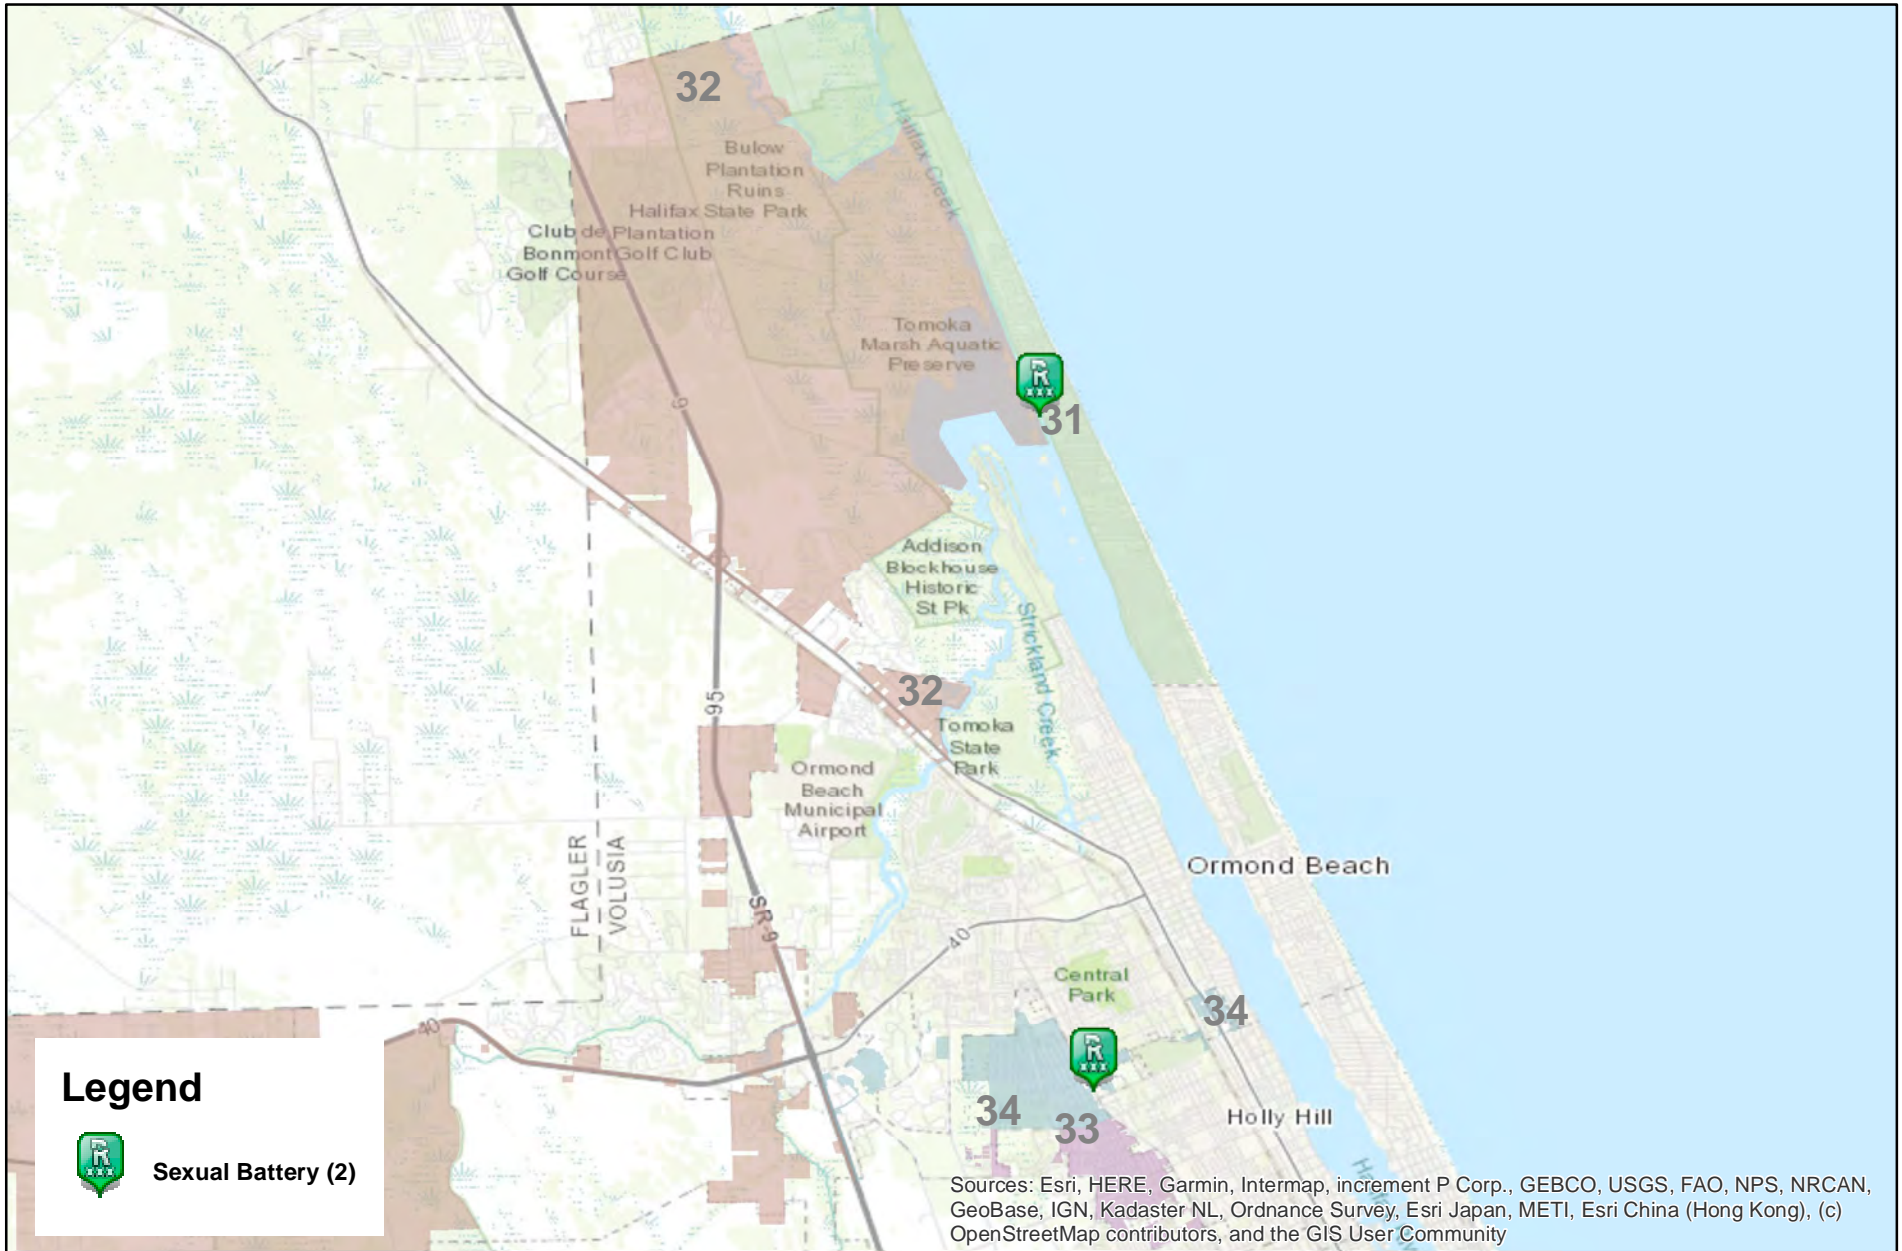 32
Halifax Creek
Bulow
Plantation
Ruins
Halifax State Park
Club de Plantation
Bonmont Golf Club
Golf Course
Tomoka
Marsh Aquatic
Preserve
R
XXX
31
9
Addison
Blockhouse
Historic
St Pk
Strickland Creek
32
95
Tomoka
State
Park
Ormond
Beach
Municipal
Airport
FLAGLER
VOLUSIA
Ormond Beach
SR-9
40
Central
Park
34
40
R
XXX
34
33
Holly Hill
Legend
R
XXX
Sexual Battery (2)
Sources: Esri, HERE, Garmin, Intermap, increment P Corp., GEBCO, USGS, FAO, NPS, NRCAN,
GeoBase, IGN, Kadaster NL, Ordnance Survey, Esri Japan, METI, Esri China (Hong Kong), (c)
OpenStreetMap contributors, and the GIS User Community